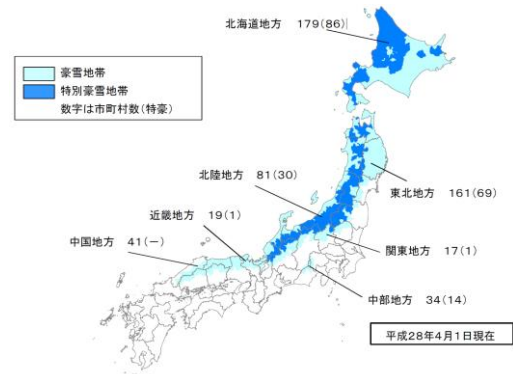 北海道地方 179(86)
豪雪地帯
特別豪雪地帯
数字は市町村数(特豪)
北陸地方 81(30)
東北地方 161(69)
近畿地方 19(1)
中国地方 41(−)
関東地方 17(1)
中部地方 34(14)
平成28年4月1日現在